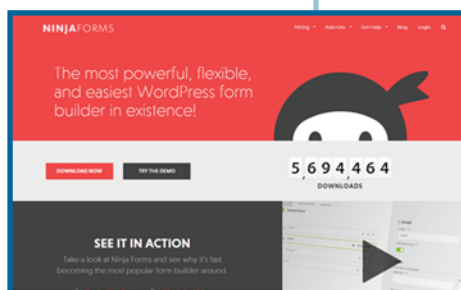 NINJAFORMS
Pricing Add-Ons Get Help Blog Login
The most powerful, flexible,
and easiest WordPress form
builder in existence!
DOWNLOAD NOW TRY THE DEMO
5,694,464
DOWNLOADS
SEE IT IN ACTION
Take a look at Ninja Forms and see why it's fast
becoming the most popular form builder around.